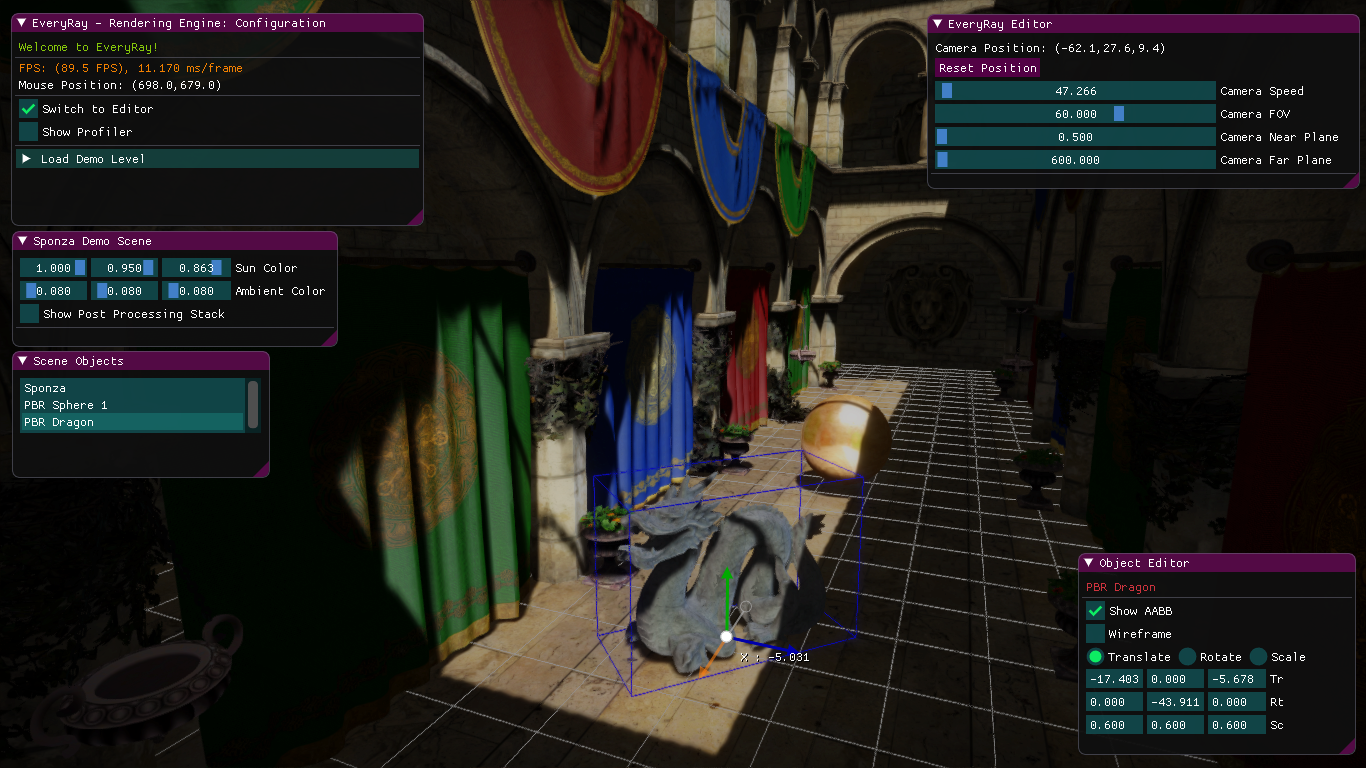 EveryRay - Rendering Engine: Configuration
Welcome to EveryRay!
FPS: (89.5 FPS), 11.170 ms/frame
Mouse Position: (698.0,679.0)
Switch to Editor
Show Profiler
Load Demo Level
Sponza Demo Scene
1.000 0.950 0.863 Sun Color
0.080 0.080 0.080 Ambient Color
Show Post Processing Stack
Scene Objects
Sponza
PBR Sphere 1
PBR Dragon
EveryRay Editor
Camera Position: (-62.1,27.6,9.4)
Reset Position
47.266 Camera Speed
60.000 Camera FOV
0.500 Camera Near Plane
600.000 Camera Far Plane
X : -5.031
Object Editor
PBR Dragon
Show AABB
Wireframe
Translate Rotate Scale
-17.403 0.000 -5.678 Tr
0.000 -43.911 0.000 Rt
0.600 0.600 0.600 Sc